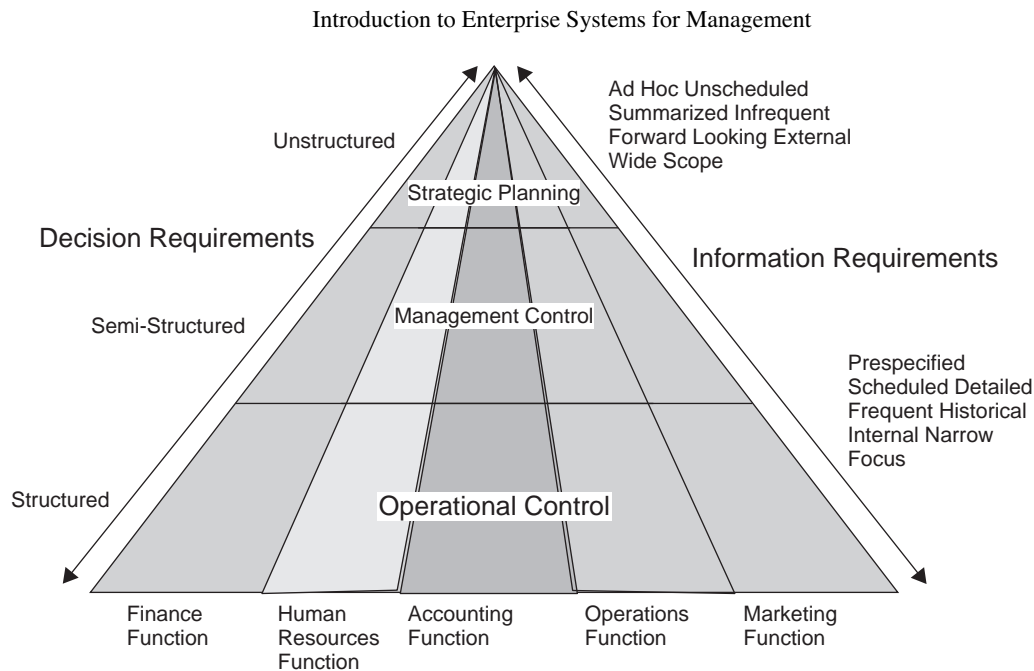 Introduction to Enterprise Systems for Management
Ad Hoc Unscheduled
Summarized Infrequent
Forward Looking External
Wide Scope
Unstructured
Strategic Planning
Decision Requirements
Information Requirements
Management Control
Semi-Structured
Prespecified
Scheduled Detailed
Frequent Historical
Internal Narrow
Focus
Structured
Operational Control
Finance
Function
Human
Resources
Function
Accounting
Function
Operations
Function
Marketing
Function